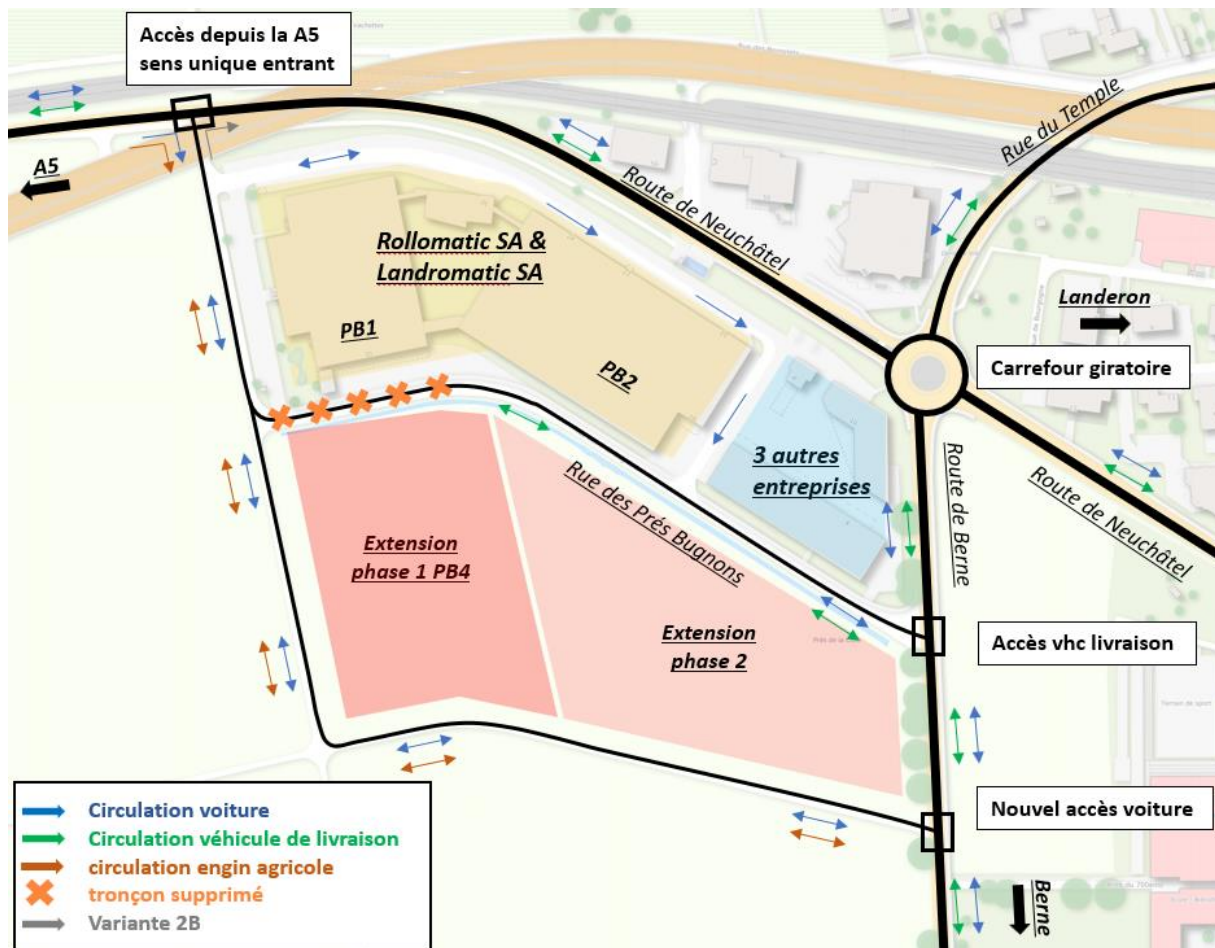 Accès depuis la A5
sens unique entrant
Rue du Temple
A5
Route de Neuchâtel
Rollomatic SA &
Landromatic SA
Landeron
PB1
PB2
Carrefour giratoire
3 autres
entreprises
Route de Berne
Route de Neuchâtel
Rue des Prés Bugnons
Extension
phase 1 PB4
Extension
phase 2
Accès vhc livraison
Terrain de sport
Nouvel accès voiture
Circulation voiture
Circulation véhicule de livraison
circulation engin agricole
tronçon supprimé
Variante 2B
Berne